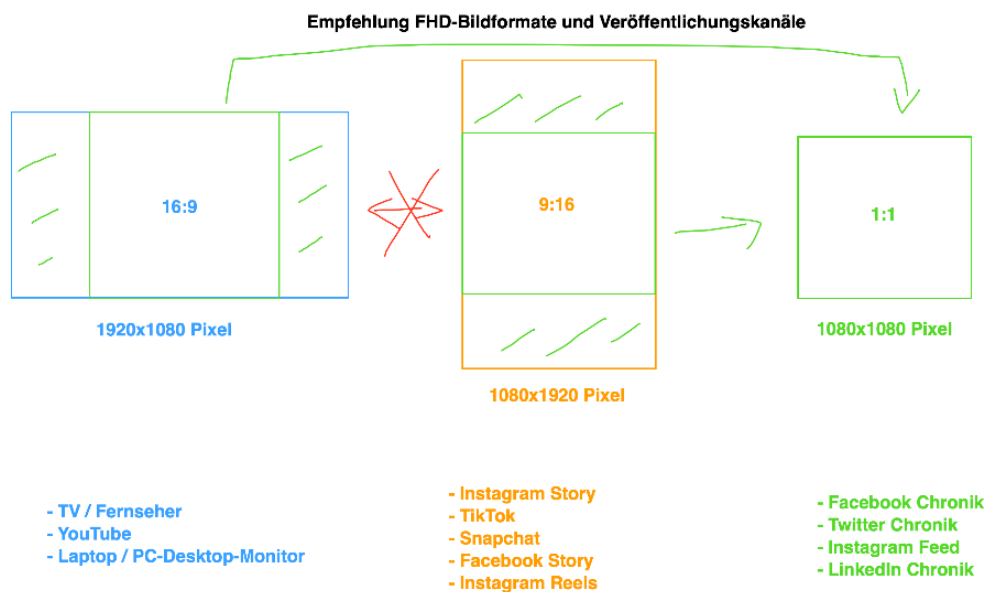 Empfehlung FHD-Bildformate und Veröffentlichungskanäle
16:9
1920x1080 Pixel
- TV / Fernseher
- YouTube
- Laptop / PC-Desktop-Monitor
9:16
1080x1920 Pixel
- Instagram Story
- TikTok
- Snapchat
- Facebook Story
- Instagram Reels
1:1
1080x1080 Pixel
- Facebook Chronik
- Twitter Chronik
- Instagram Feed
- LinkedIn Chronik